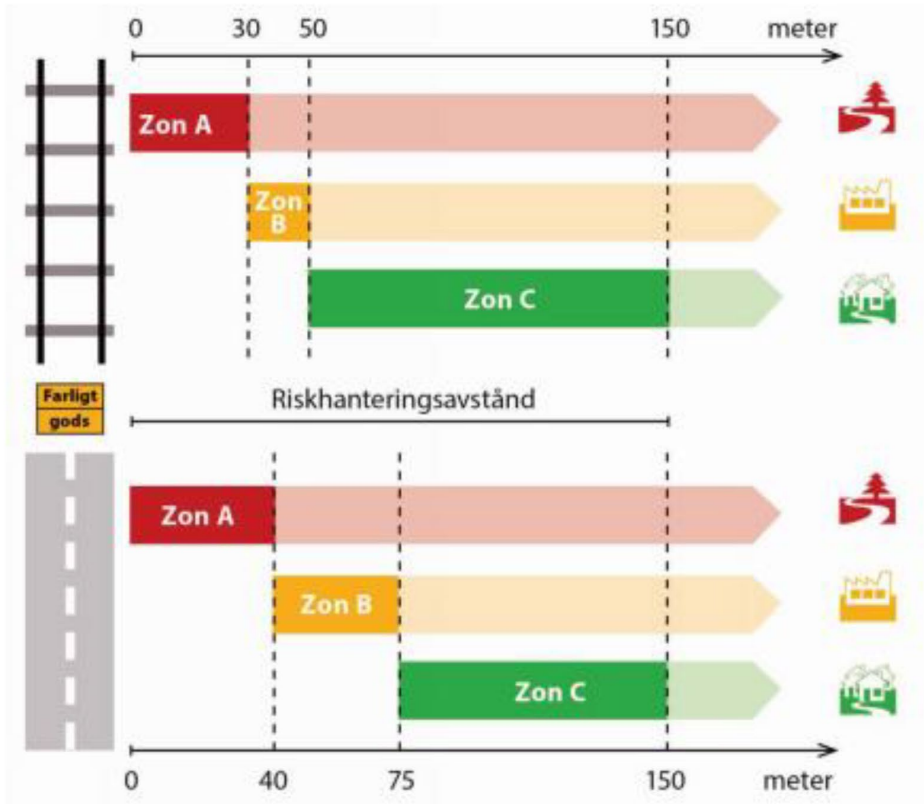 0 30 50 150 meter
Zon A
Zon
B
Zon C
Farligt
gods
Riskhanteringsavstånd
Zon A
Zon B
Zon C
0 40 75 150 meter